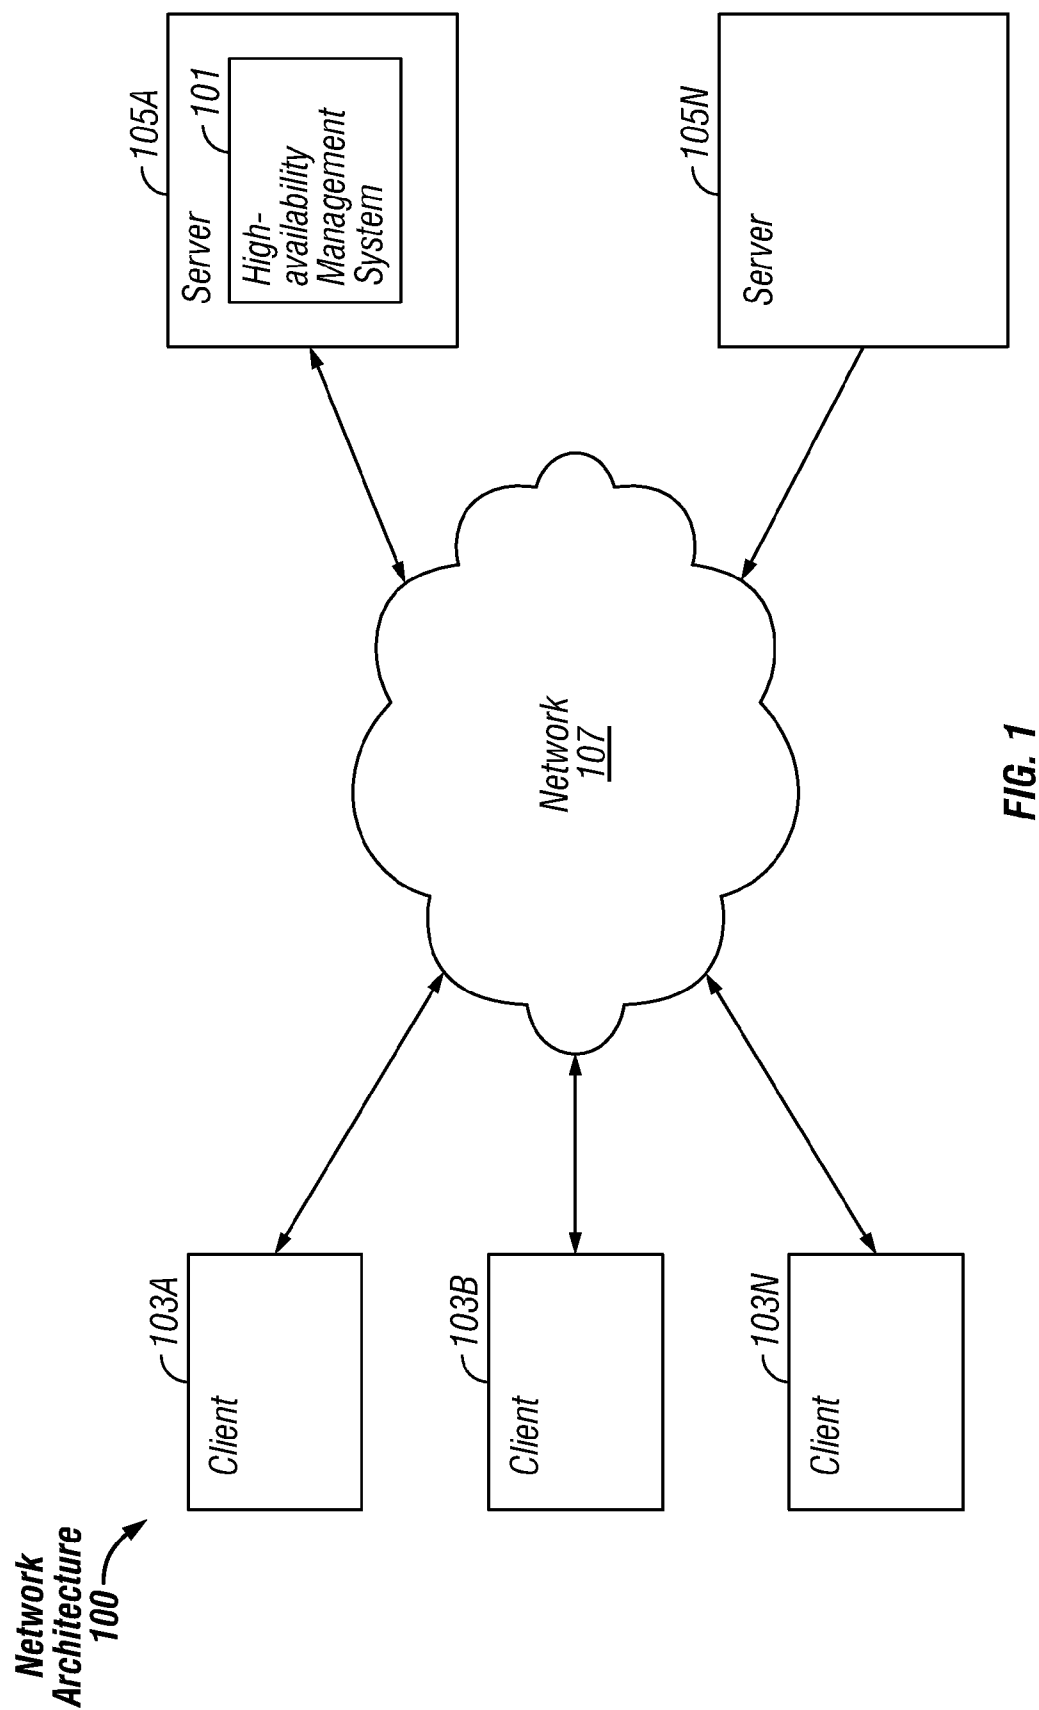 Network
Architecture
100
103A
Client
103B
Client
103N
Client
Network
107
105A
Server
101
High-
availability
Management
System
105N
Server
FIG. 1